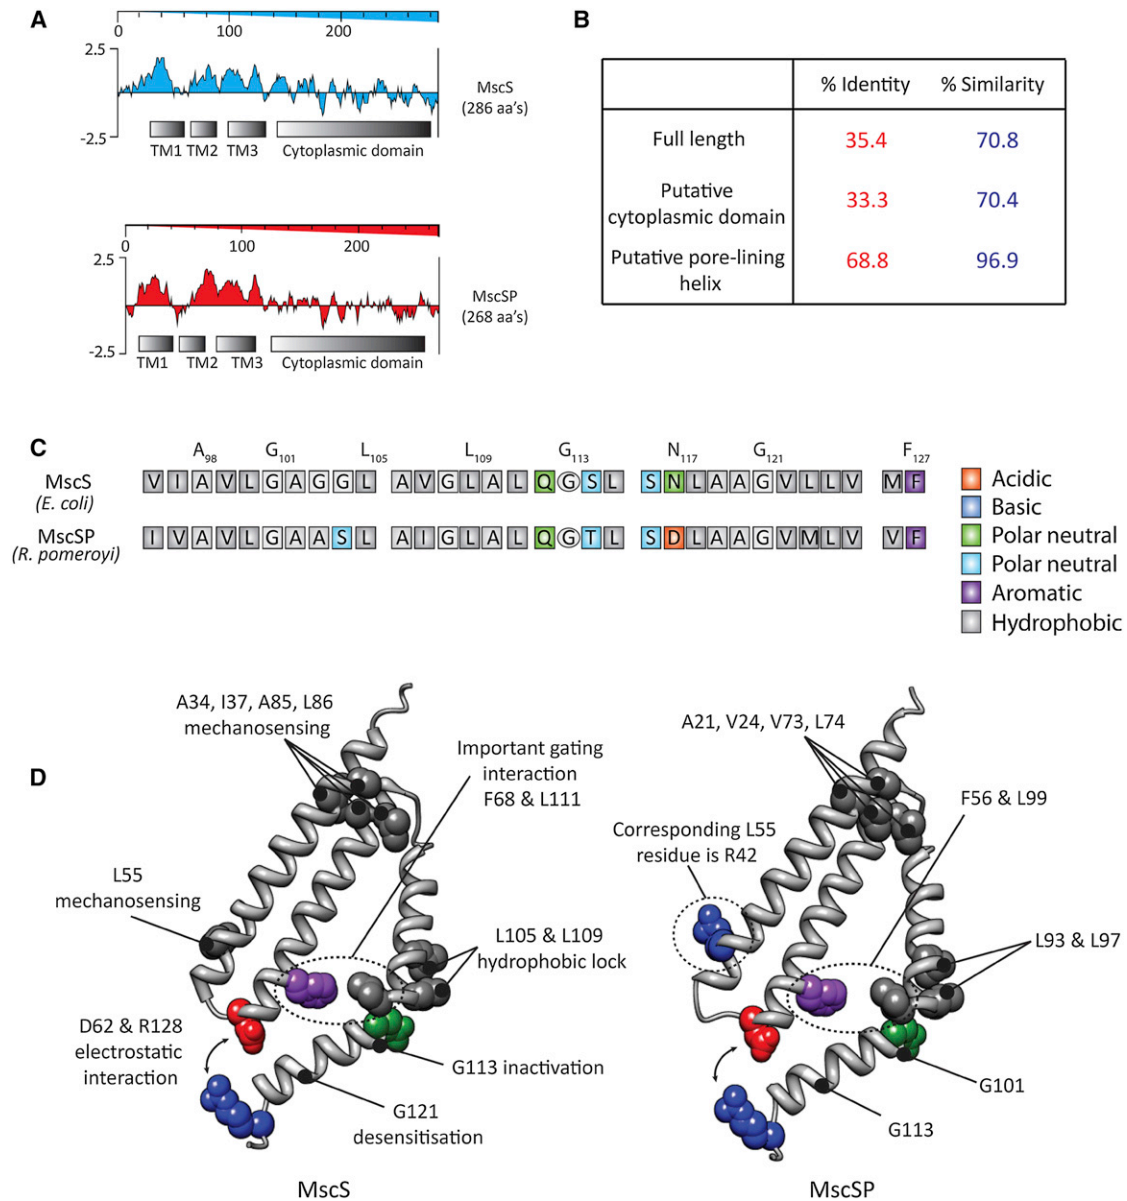 A
0 100 200
2.5
-2.5
MscS
(286 aa's)
TM1 TM2 TM3 Cytoplasmic domain
0 100 200
2.5
-2.5
MscSP
(268 aa's)
TM1 TM2 TM3 Cytoplasmic domain
B
% Identity % Similarity
Full length 35.4 70.8
Putative
cytoplasmic domain
33.3 70.4
Putative pore-lining
helix
68.8 96.9
C
A98 G101 L105 L109 G113 N117 G121 F127
MscS
(E. coli)
V I A V L G A G G L A V G L A L Q G S L S N L A A G V L L V M F
MscSP
(R. pomeroyi)
I V A V L G A A S L A I G L A L Q G T L S D L A A G V M L V V F
Acidic
Basic
Polar neutral
Polar neutral
Aromatic
Hydrophobic
D
A34, I37, A85, L86
mechanosensing
Important gating
interaction
F68 & L111
L55
mechanosensing
L105 & L109
hydrophobic lock
D62 & R128
electrostatic
interaction
G113 inactivation
G121
desensitisation
MscS
A21, V24, V73, L74
F56 & L99
Corresponding L55
residue is R42
L93 & L97
G101
G113
MscSP